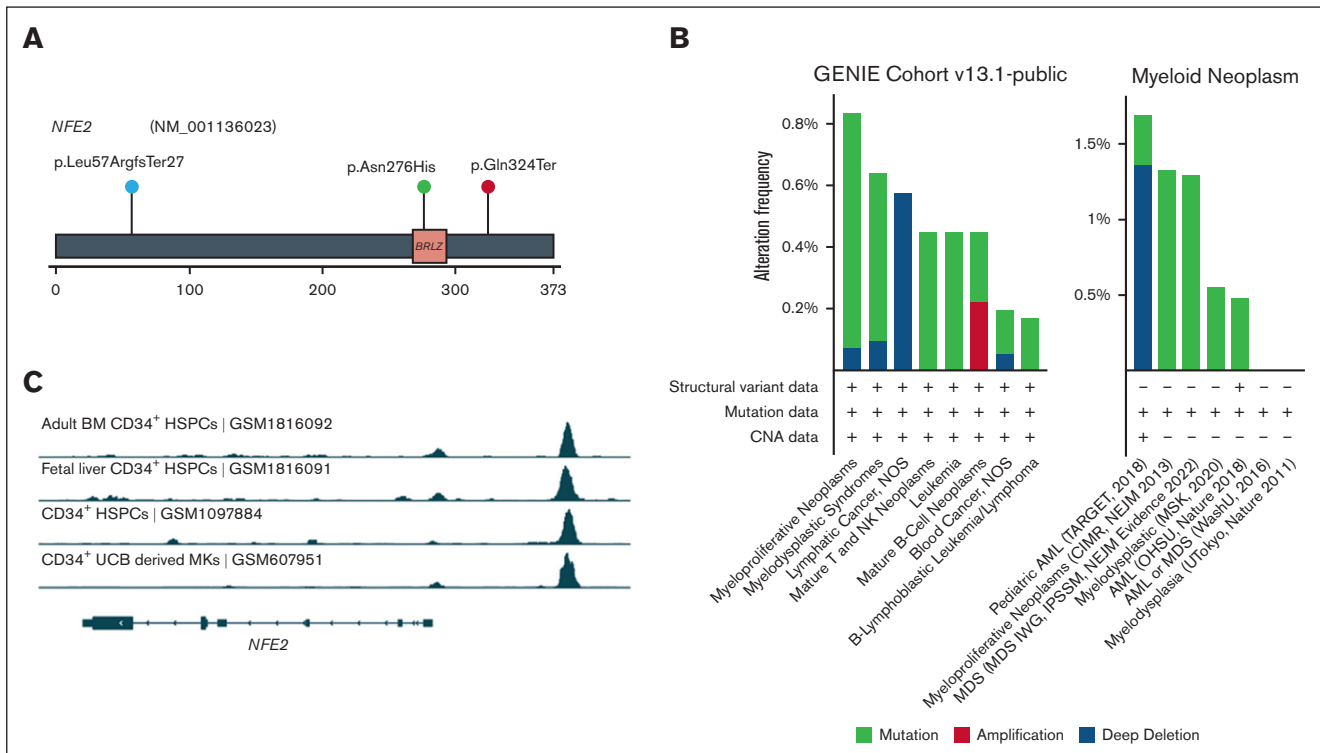 A
NFE2 (NM_001136023)
p.Leu57ArgfsTer27
p.Asn276His
p.Gln324Ter
BRLZ
0 100 200 300 373
B
GENIE Cohort v13.1-public
Alteration frequency
0.8%
0.6%
0.4%
0.2%
Structural variant data + + + + + + + +
Mutation data + + + + + + + +
CNA data + + + + + + + +
Myeloproliferative Neoplasms
Myelodysplastic Syndromes
Lymphatic Cancer, NOS
Mature T and NK Neoplasms
Leukemia
Mature B-Cell Neoplasms
Blood Cancer, NOS
B-Lymphoblastic Leukemia/Lymphoma
Myeloid Neoplasm
1.5%
1%
0.5%
− − − − + − −
+ + + + + + +
+ − − − − − −
Pediatric AML (TARGET, 2018)
Myeloproliferative Neoplasms (CIMR, NEJM 2013)
MDS (MDS IWG, IPSSM, NEJM Evidence 2022)
Myelodysplastic (MSK, 2020)
AML (OHSU, Nature 2018)
AML or MDS (WashU, 2016)
Myelodysplasia (UTokyo, Nature 2011)
Mutation Amplification Deep Deletion
C
Adult BM CD34+ HSPCs | GSM1816092
Fetal liver CD34+ HSPCs | GSM1816091
CD34+ HSPCs | GSM1097884
CD34+ UCB derived MKs | GSM607951
NFE2